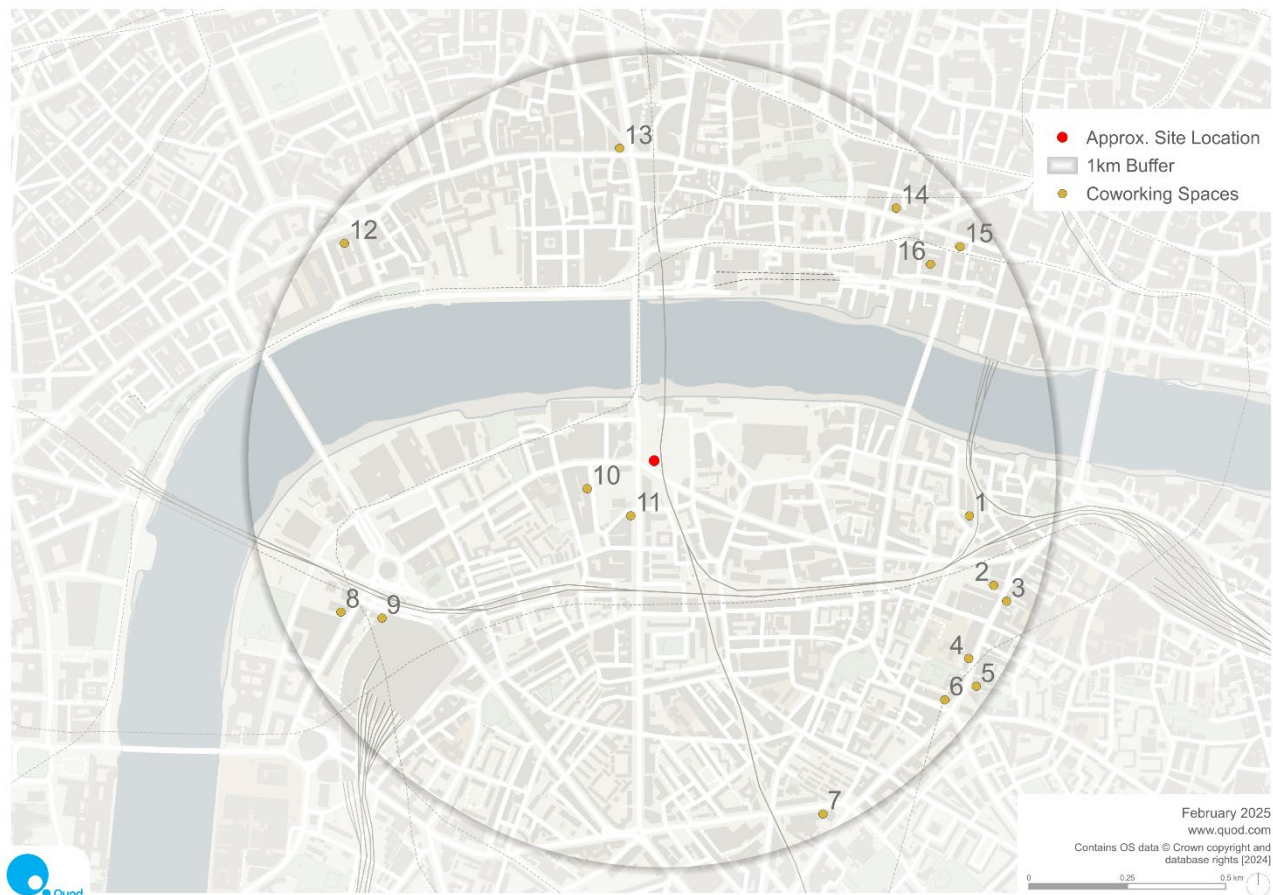 13
Approx. Site Location
1km Buffer
Coworking Spaces
14
12
15
16
10
11
1
2
3
8
9
4
5
6
7
February 2025
www.quod.com
Contains OS data © Crown copyright and
database rights [2024]
0 0.25 0.5 km
Quod